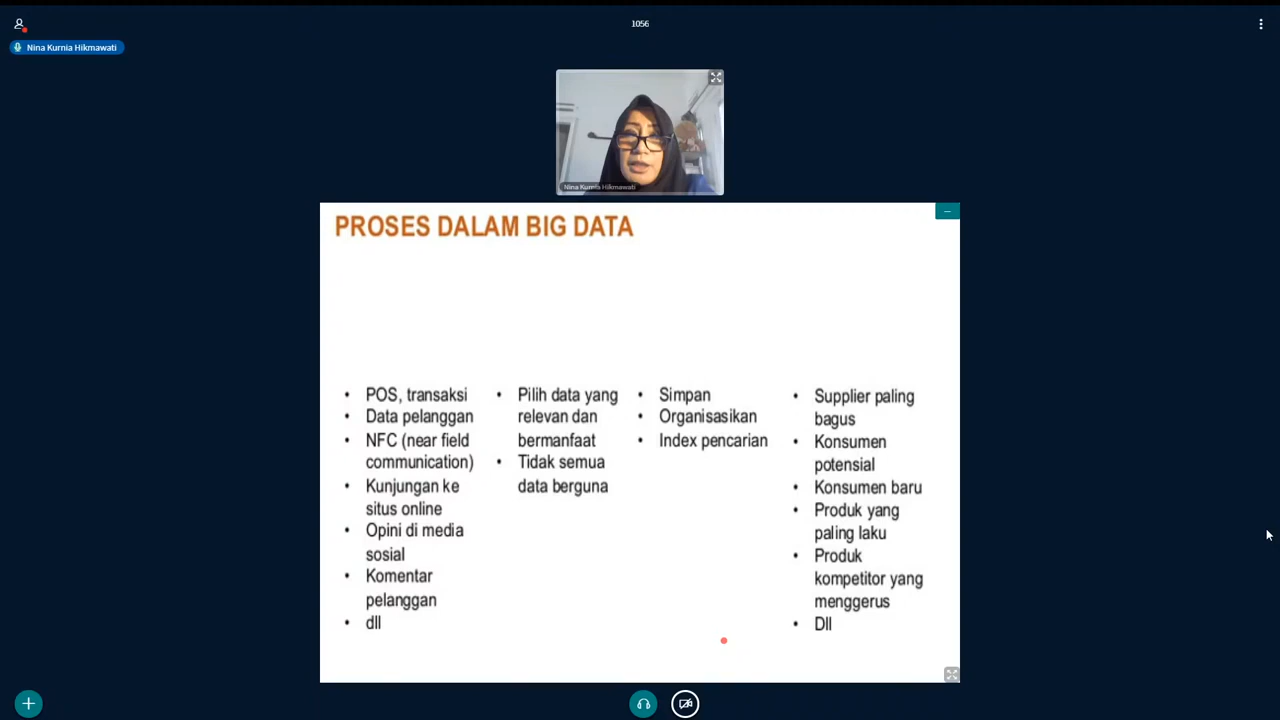 1056
Nina Kurnia Hikmawati
Nina Kurnia Hikmawati
PROSES DALAM BIG DATA
• POS, transaksi
• Data pelanggan
• NFC (near field
communication)
• Kunjungan ke
situs online
• Opini di media
sosial
• Komentar
pelanggan
• dll
• Pilih data yang
relevan dan
bermanfaat
• Tidak semua
data berguna
• Simpan
• Organisasikan
• Index pencarian
• Supplier paling
bagus
• Konsumen
potensial
• Konsumen baru
• Produk yang
paling laku
• Produk
kompetitor yang
menggerus
• Dll